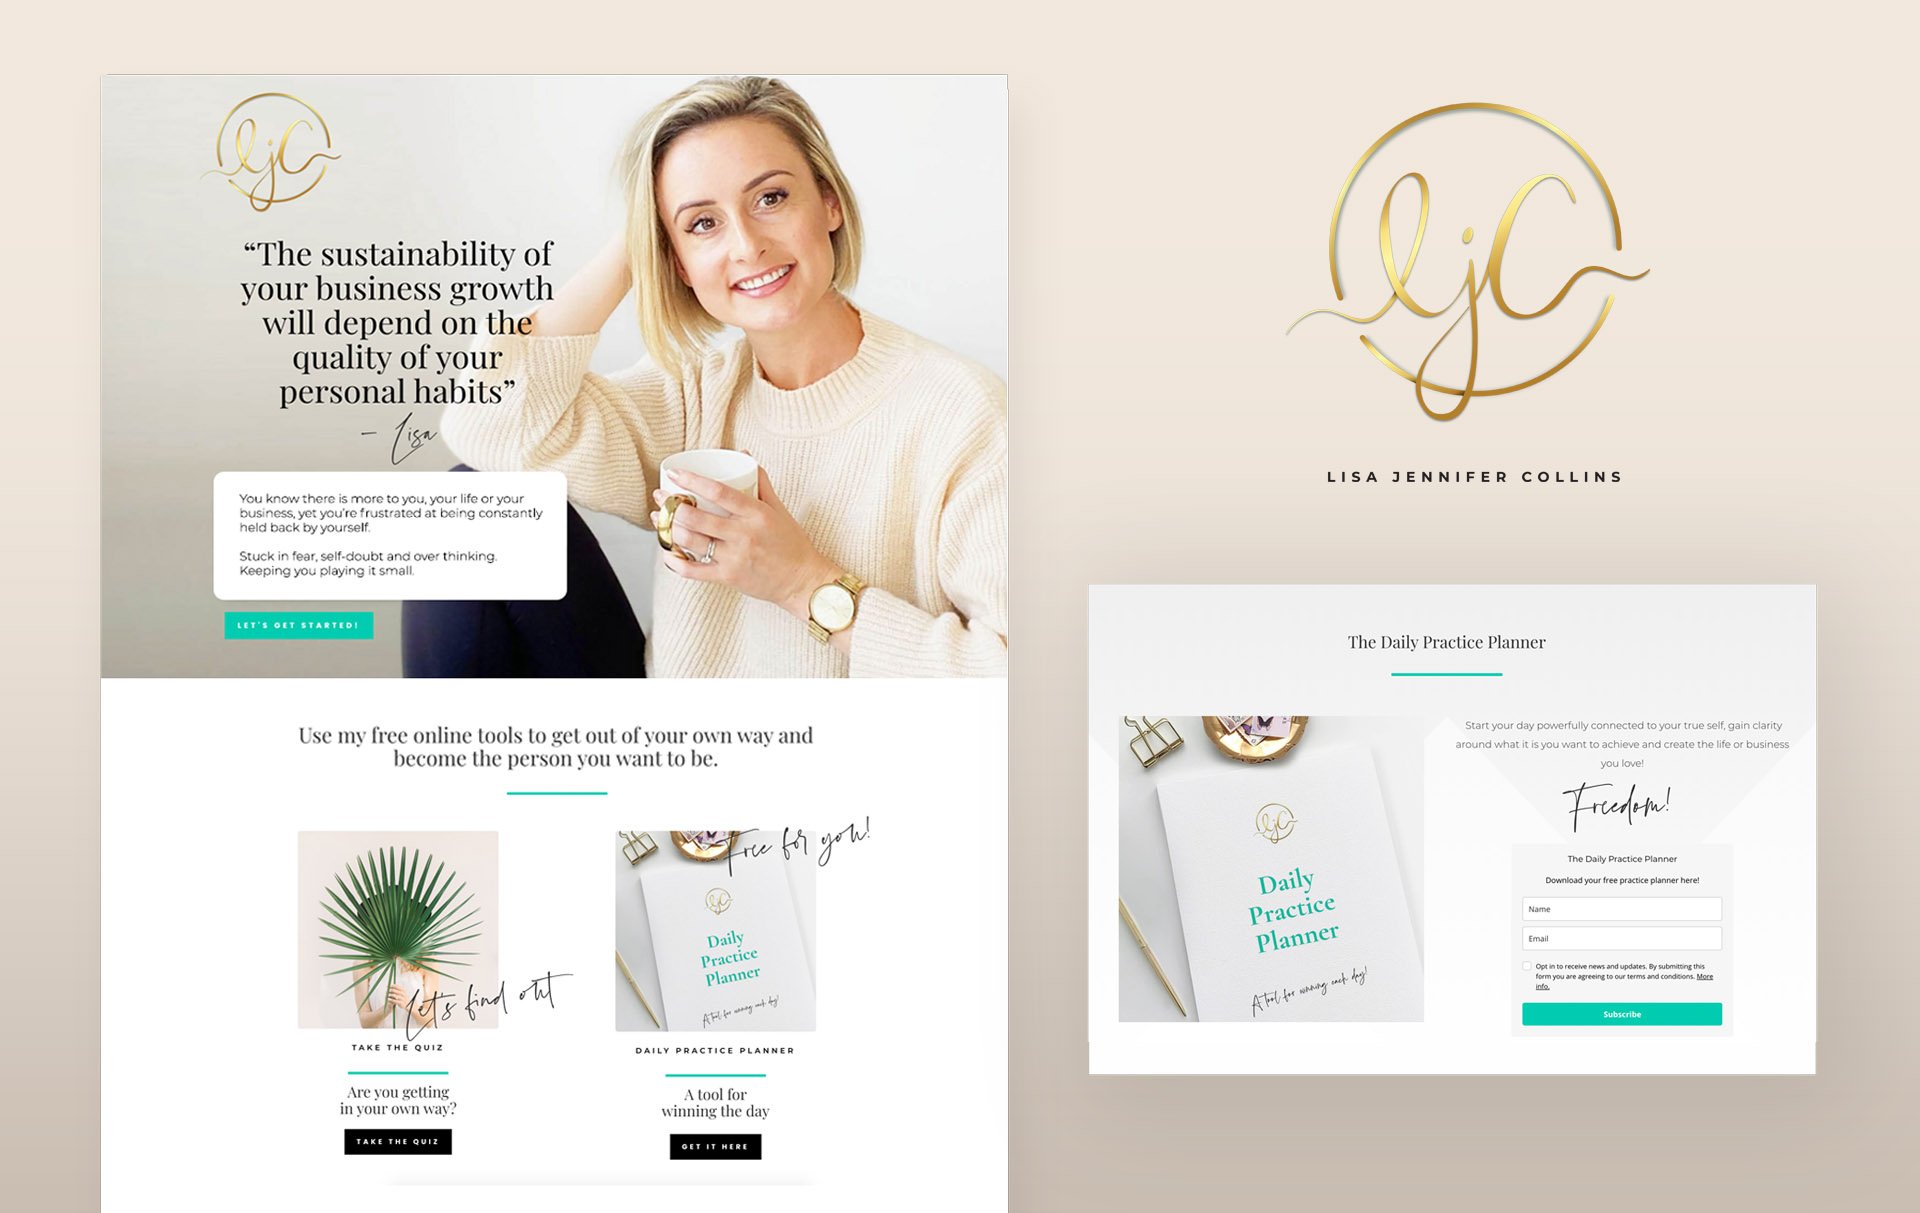 ljC
“The sustainability of
your business growth
will depend on the
quality of your
personal habits”
– Lisa
You know there is more to you, your life or your
business, yet you’re frustrated at being constantly
held back by yourself.
Stuck in fear, self-doubt and over thinking.
Keeping you playing it small.
LET'S GET STARTED!
Use my free online tools to get out of your own way and
become the person you want to be.
Let's find out
TAKE THE QUIZ
Are you getting
in your own way?
TAKE THE QUIZ
Free for you!
ljC
Daily
Practice
Planner
A tool for winning each day!
DAILY PRACTICE PLANNER
A tool for
winning the day
GET IT HERE
ljC
LISA JENNIFER COLLINS
The Daily Practice Planner
ljC
Daily
Practice
Planner
A tool for winning each day!
Start your day powerfully connected to your true self, gain clarity
around what it is you want to achieve and create the life or business
you love!
Freedom!
The Daily Practice Planner
Download your free practice planner here!
Name
Email
Opt in to receive news and updates. By submitting this
form you are agreeing to our terms and conditions. More
info.
Subscribe